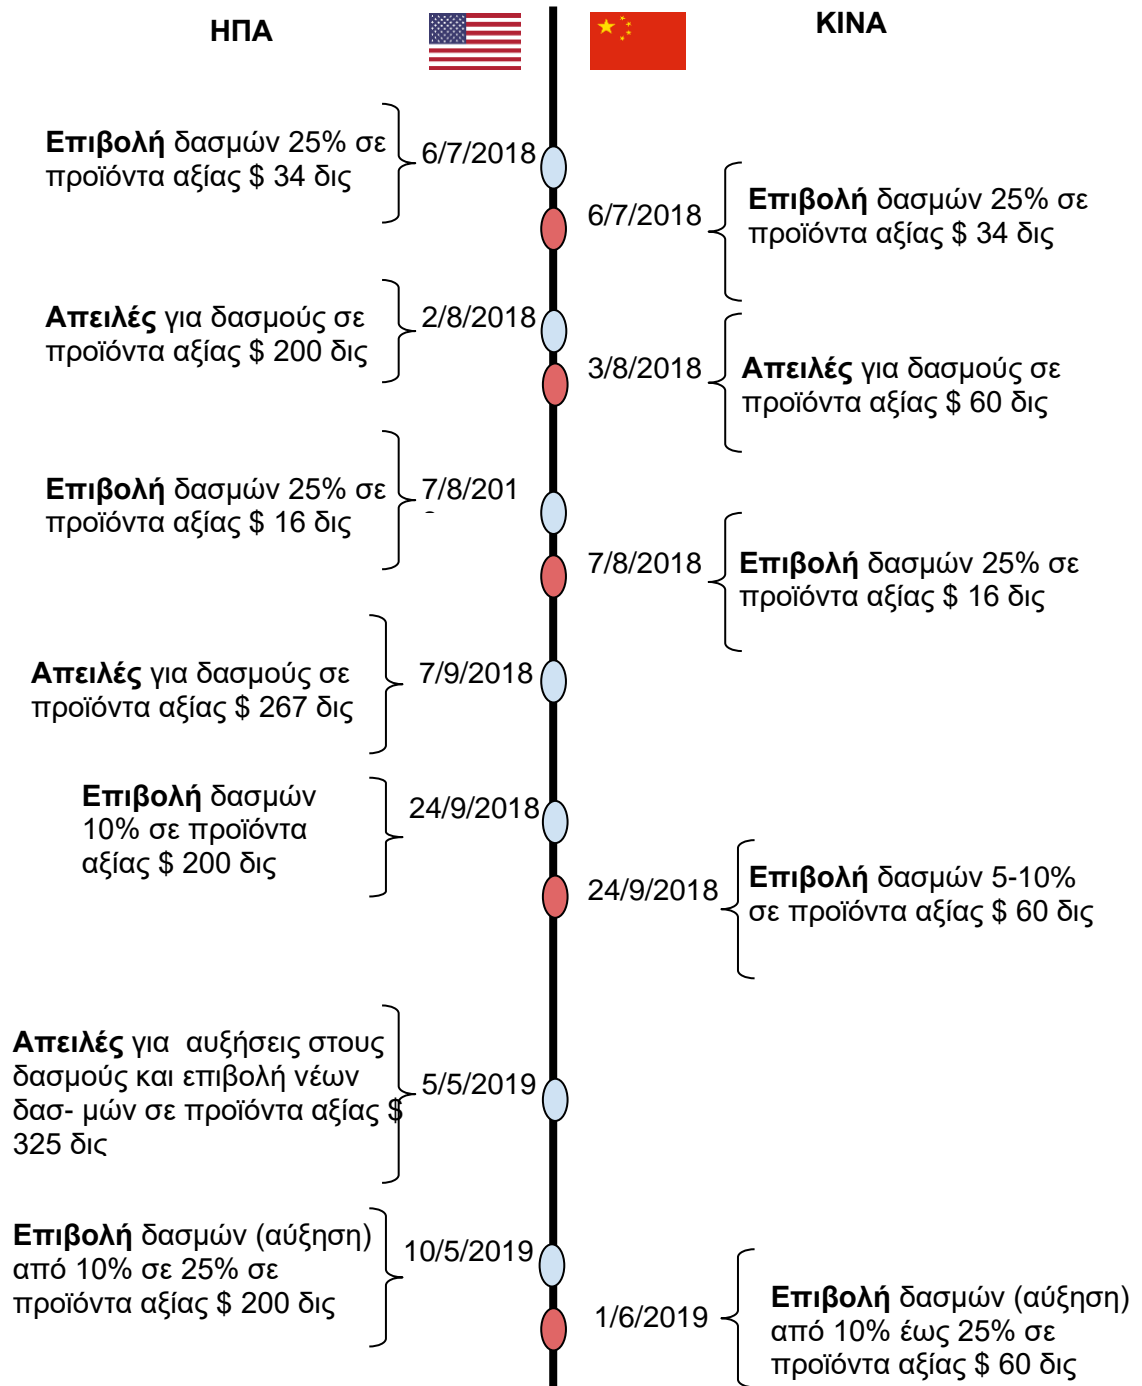 ΗΠΑ
ΚΙΝΑ
Επιβολή δασμών 25% σε
προϊόντα αξίας $ 34 δις
6/7/2018
6/7/2018
Επιβολή δασμών 25% σε
προϊόντα αξίας $ 34 δις
Απειλές για δασμούς σε
προϊόντα αξίας $ 200 δις
2/8/2018
3/8/2018
Απειλές για δασμούς σε
προϊόντα αξίας $ 60 δις
Επιβολή δασμών 25% σε
προϊόντα αξίας $ 16 δις
7/8/201
7/8/2018
Επιβολή δασμών 25% σε
προϊόντα αξίας $ 16 δις
Απειλές για δασμούς σε
προϊόντα αξίας $ 267 δις
7/9/2018
Επιβολή δασμών
10% σε προϊόντα
αξίας $ 200 δις
24/9/2018
24/9/2018
Επιβολή δασμών 5-10%
σε προϊόντα αξίας $ 60 δις
Απειλές για αυξήσεις στους
δασμούς και επιβολή νέων
δασ- μών σε προϊόντα αξίας $
325 δις
5/5/2019
Επιβολή δασμών (αύξηση)
από 10% σε 25% σε
προϊόντα αξίας $ 200 δις
10/5/2019
1/6/2019
Επιβολή δασμών (αύξηση)
από 10% έως 25% σε
προϊόντα αξίας $ 60 δις